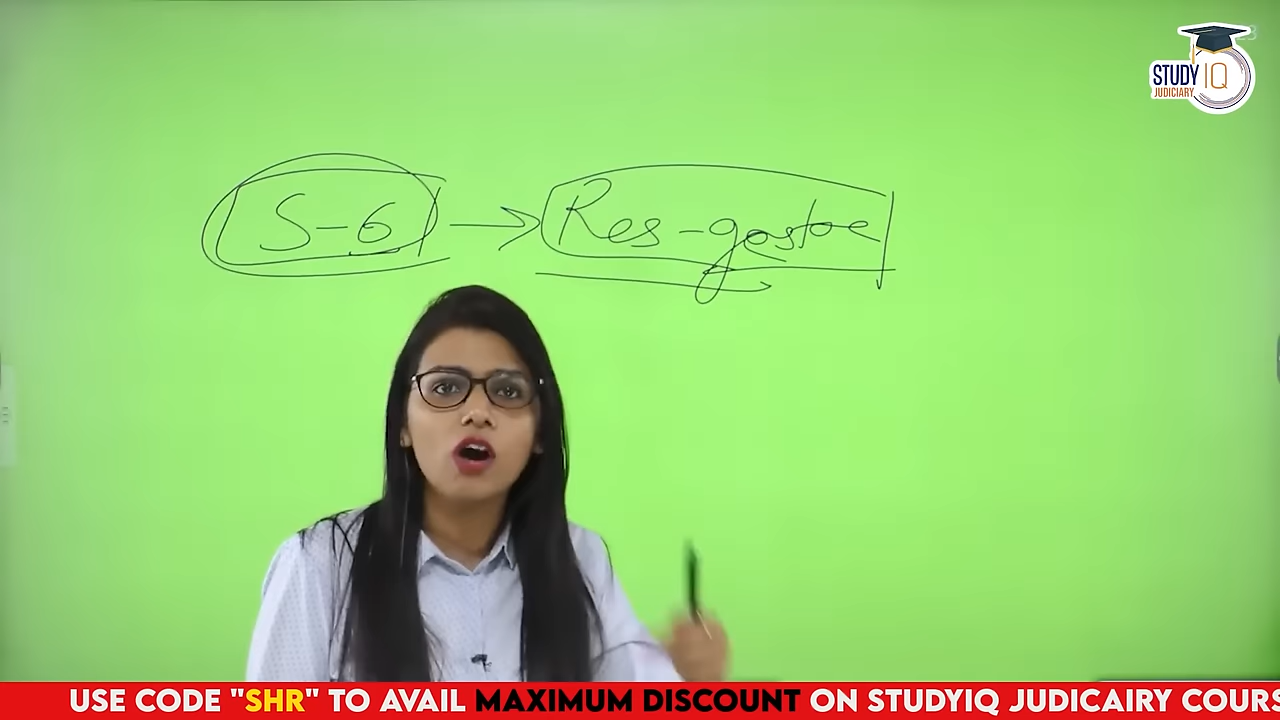 STUDY IQ
JUDICIARY
S-6 → Res-gestae
USE CODE "SHR" TO AVAIL MAXIMUM DISCOUNT ON STUDYIQ JUDICAIRY COURS